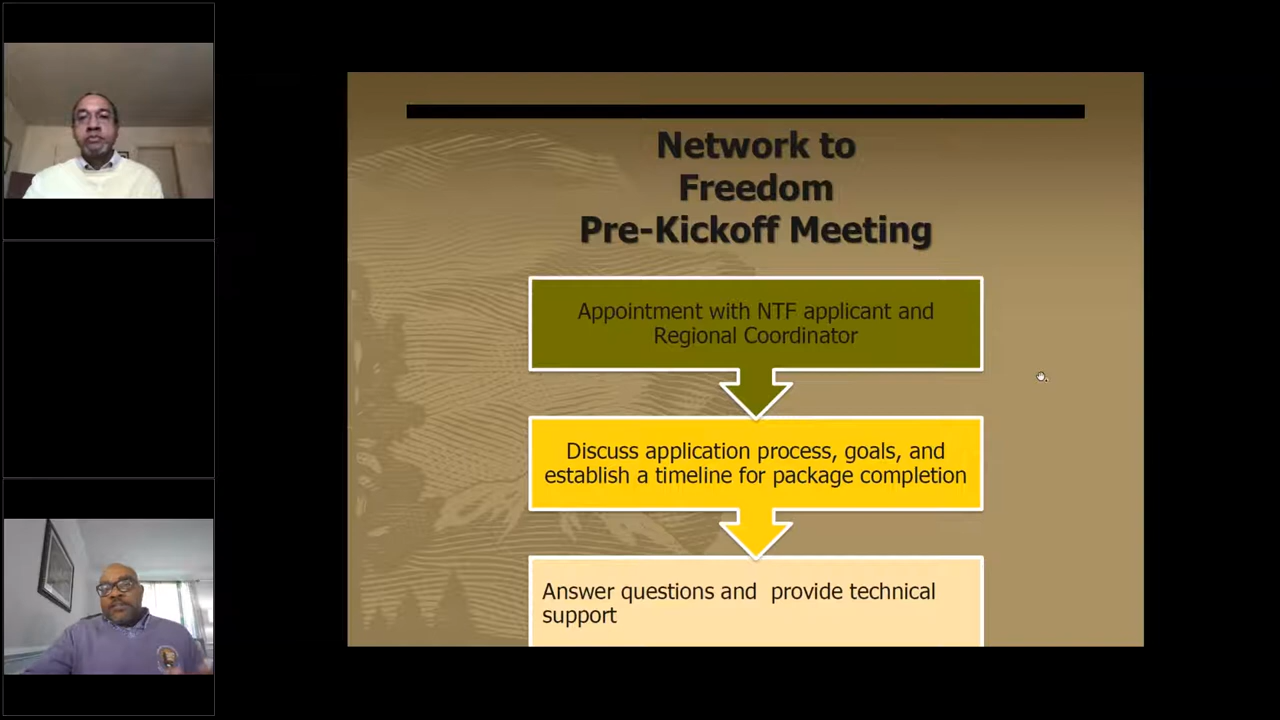 Network to
Freedom
Pre-Kickoff Meeting
Appointment with NTF applicant and
Regional Coordinator
Discuss application process, goals, and
establish a timeline for package completion
Answer questions and  provide technical
support